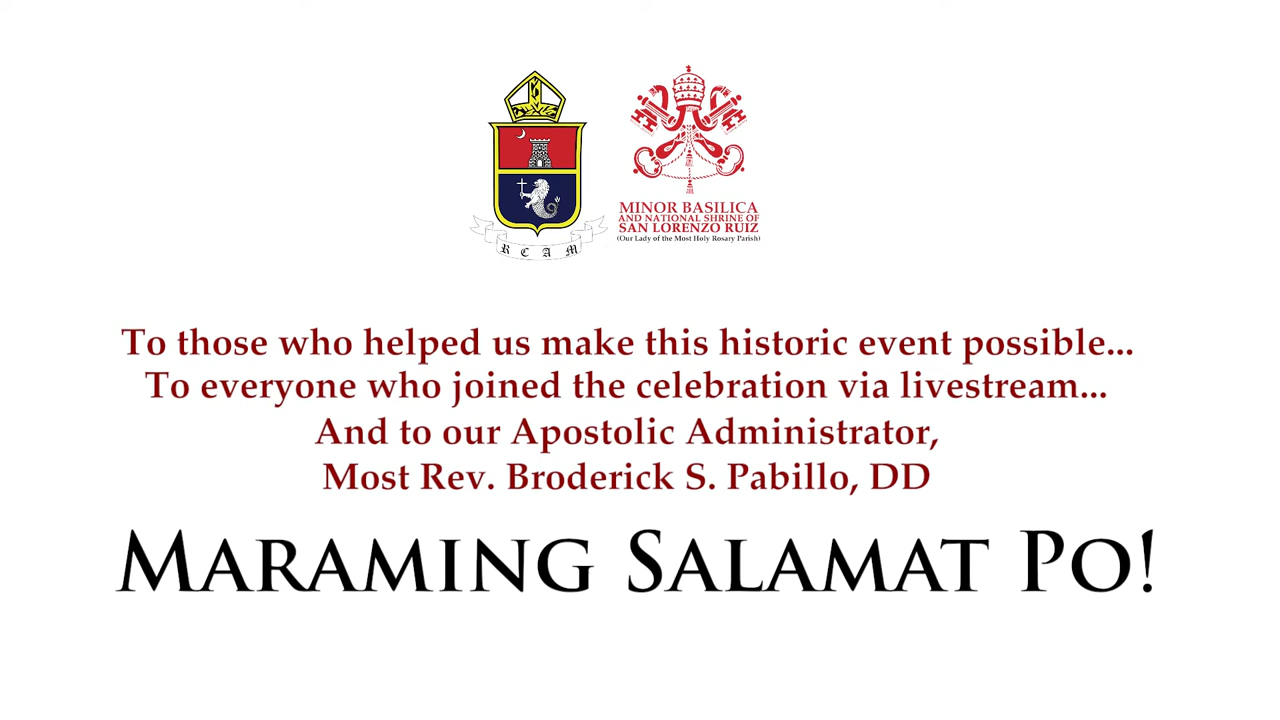 R C A M
MINOR BASILICA
AND NATIONAL SHRINE OF
SAN LORENZO RUIZ
(Our Lady of the Most Holy Rosary Parish)
To those who helped us make this historic event possible...
To everyone who joined the celebration via livestream...
And to our Apostolic Administrator,
Most Rev. Broderick S. Pabillo, DD
MARAMING SALAMAT PO!